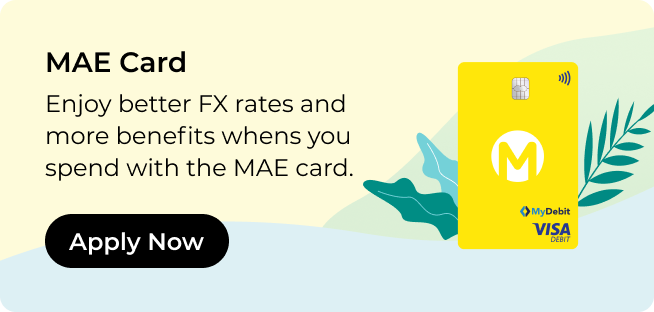 MAE Card
Enjoy better FX rates and
more benefits whens you
spend with the MAE card.
Apply Now
M
MyDebit
VISA
DEBIT